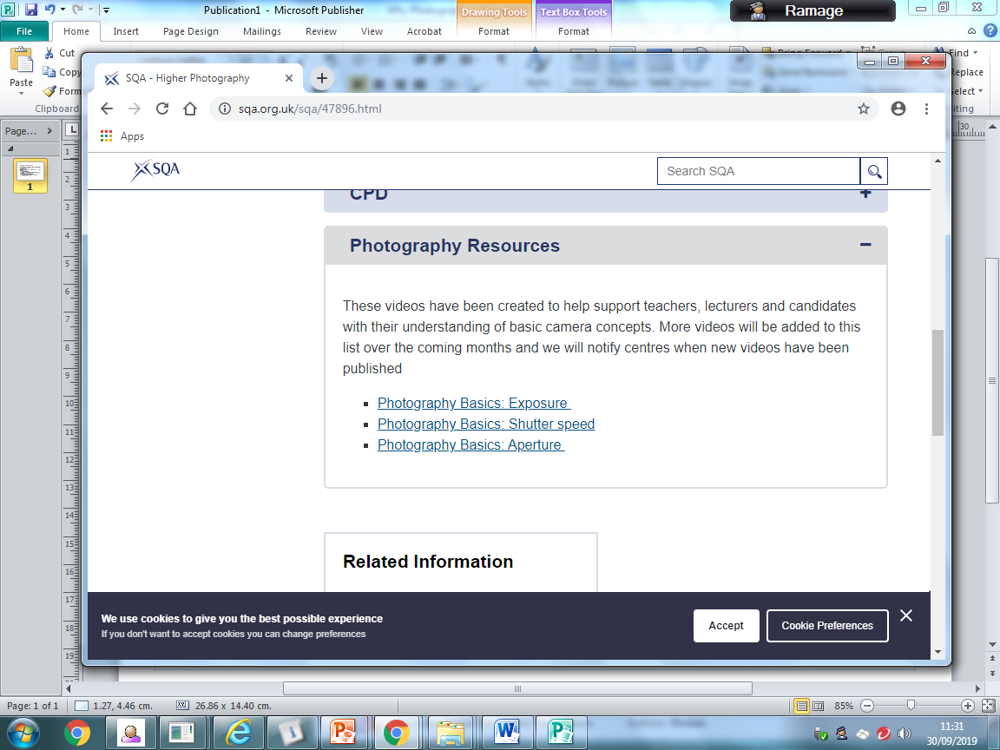 Publication1 - Microsoft Publisher
Drawing Tools
Text Box Tools
Ramage
File
Home
Insert
Page Design
Mailings
Review
View
Acrobat
Format
Format
Paste
Cut
Copy
Form
Clipboard
Find
Replace
Select
iting
SQA - Higher Photography
sqa.org.uk/sqa/47896.html
Apps
Page...
1
SQA
Search SQA
CPD
Photography Resources
These videos have been created to help support teachers, lecturers and candidates
with their understanding of basic camera concepts. More videos will be added to this
list over the coming months and we will notify centres when new videos have been
published
Photography Basics: Exposure
Photography Basics: Shutter speed
Photography Basics: Aperture
Related Information
We use cookies to give you the best possible experience
If you don't want to accept cookies you can change preferences
Accept
Cookie Preferences
Page: 1 of 1
1.27, 4.46 cm.
26.86 x 14.40 cm.
85%
11:31
30/09/2019